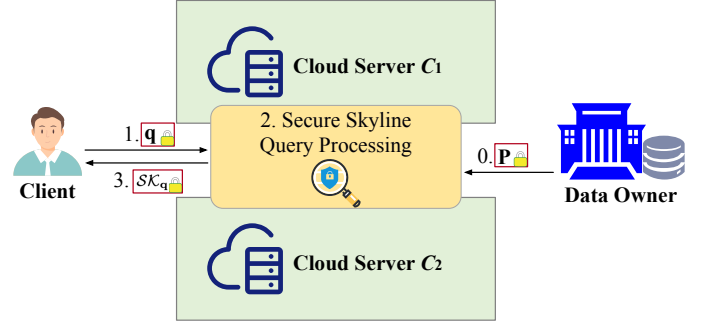 Cloud Server C1
1. q
2. Secure Skyline
Query Processing
0. P
3. SKq
Client
Data Owner
Cloud Server C2